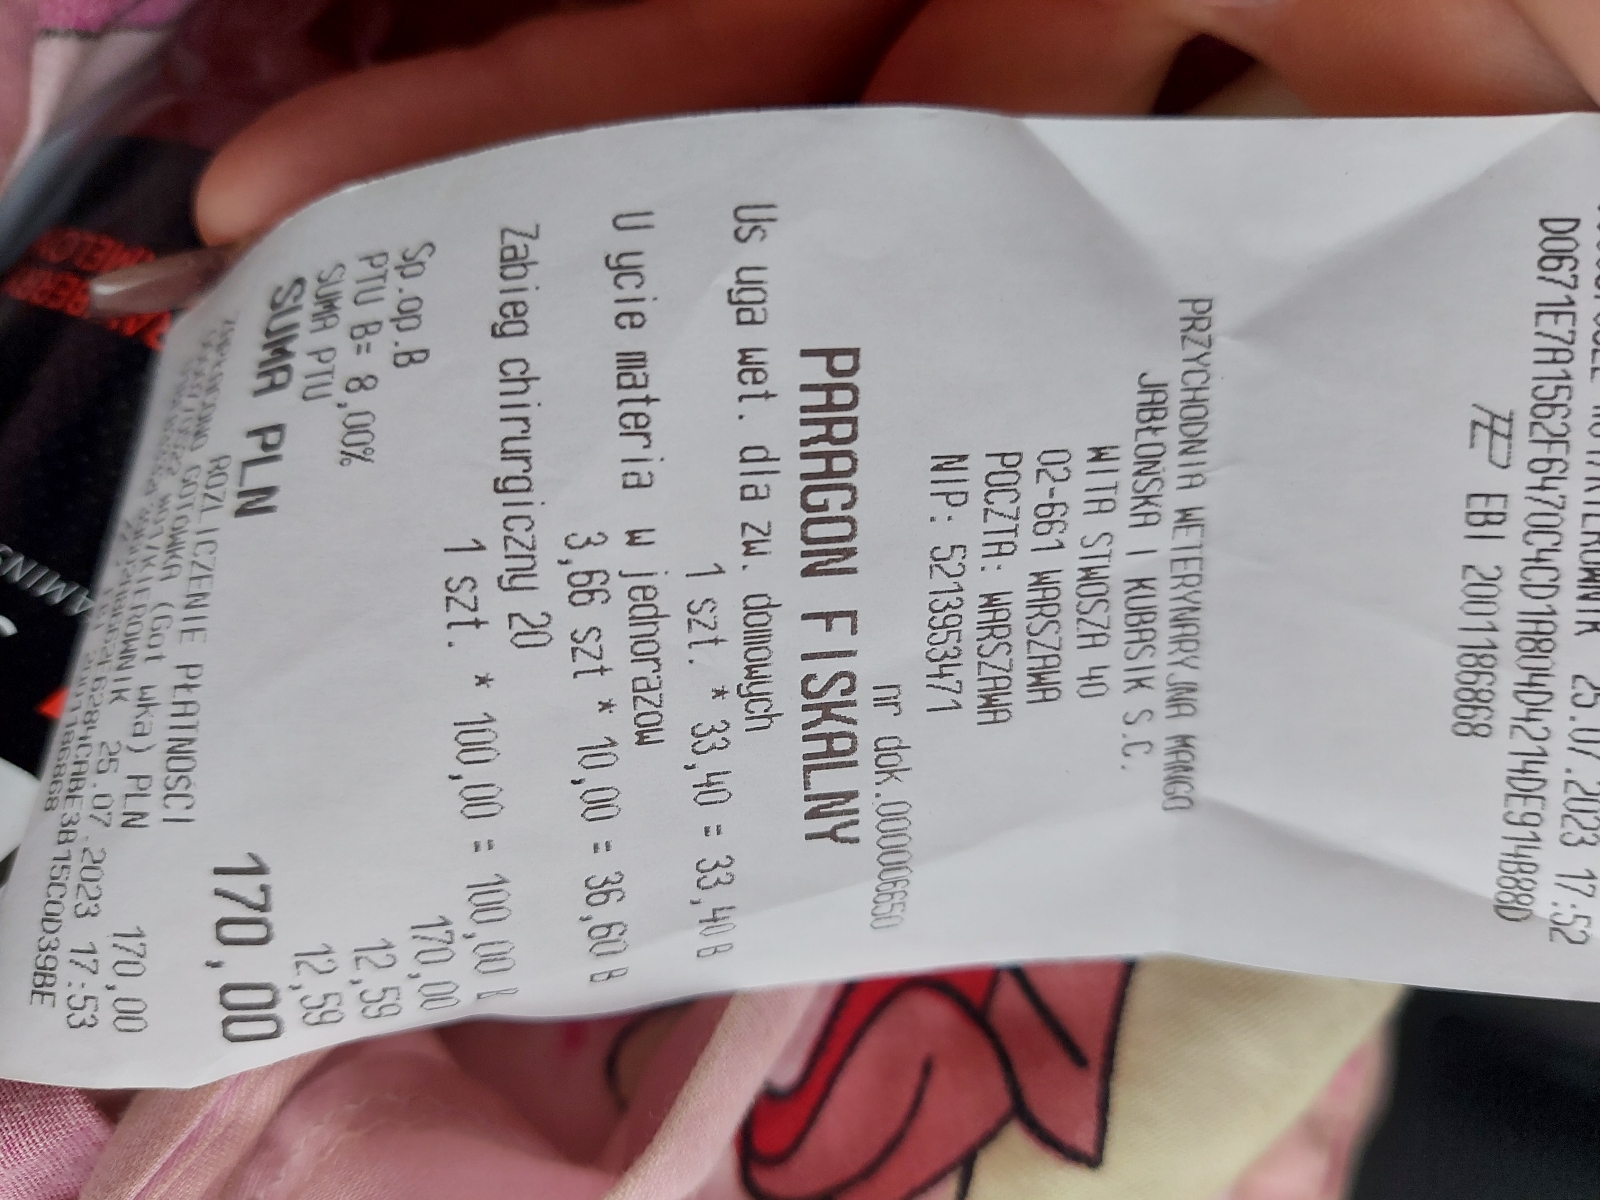 KIEROWNIK 25.07.2023 17:52
D0671E7A1562F6470C4CD1A804D4214DE914B88D
EBI 2001186868
PRZYCHODNIA WETERYNARYJNA MANGO
JABŁOŃSKA I KUBASIK S.C.
WITA STWOSZA 40
02-661 WARSZAWA
POCZTA: WARSZAWA
NIP: 5213953471
nr dok.0000006650
PARAGON FISKALNY
Us uga wet. dla zw. domowych
1 szt. * 33,40 = 33,40 B
U ycie materia w jednorazow
3,66 szt * 10,00 = 36,60 B
Zabieg chirurgiczny 20
1 szt. * 100,00 = 100,00 B
Sp.op.B 170,00
PTU B= 8,00% 12,59
SUMA PTU 12,59
SUMA PLN 170,00
ROZLICZENIE PŁATNOŚCI
GOTÓWKA (Got wka) PLN 170,00
KIEROWNIK 25.07.2023 17:53
2001186868